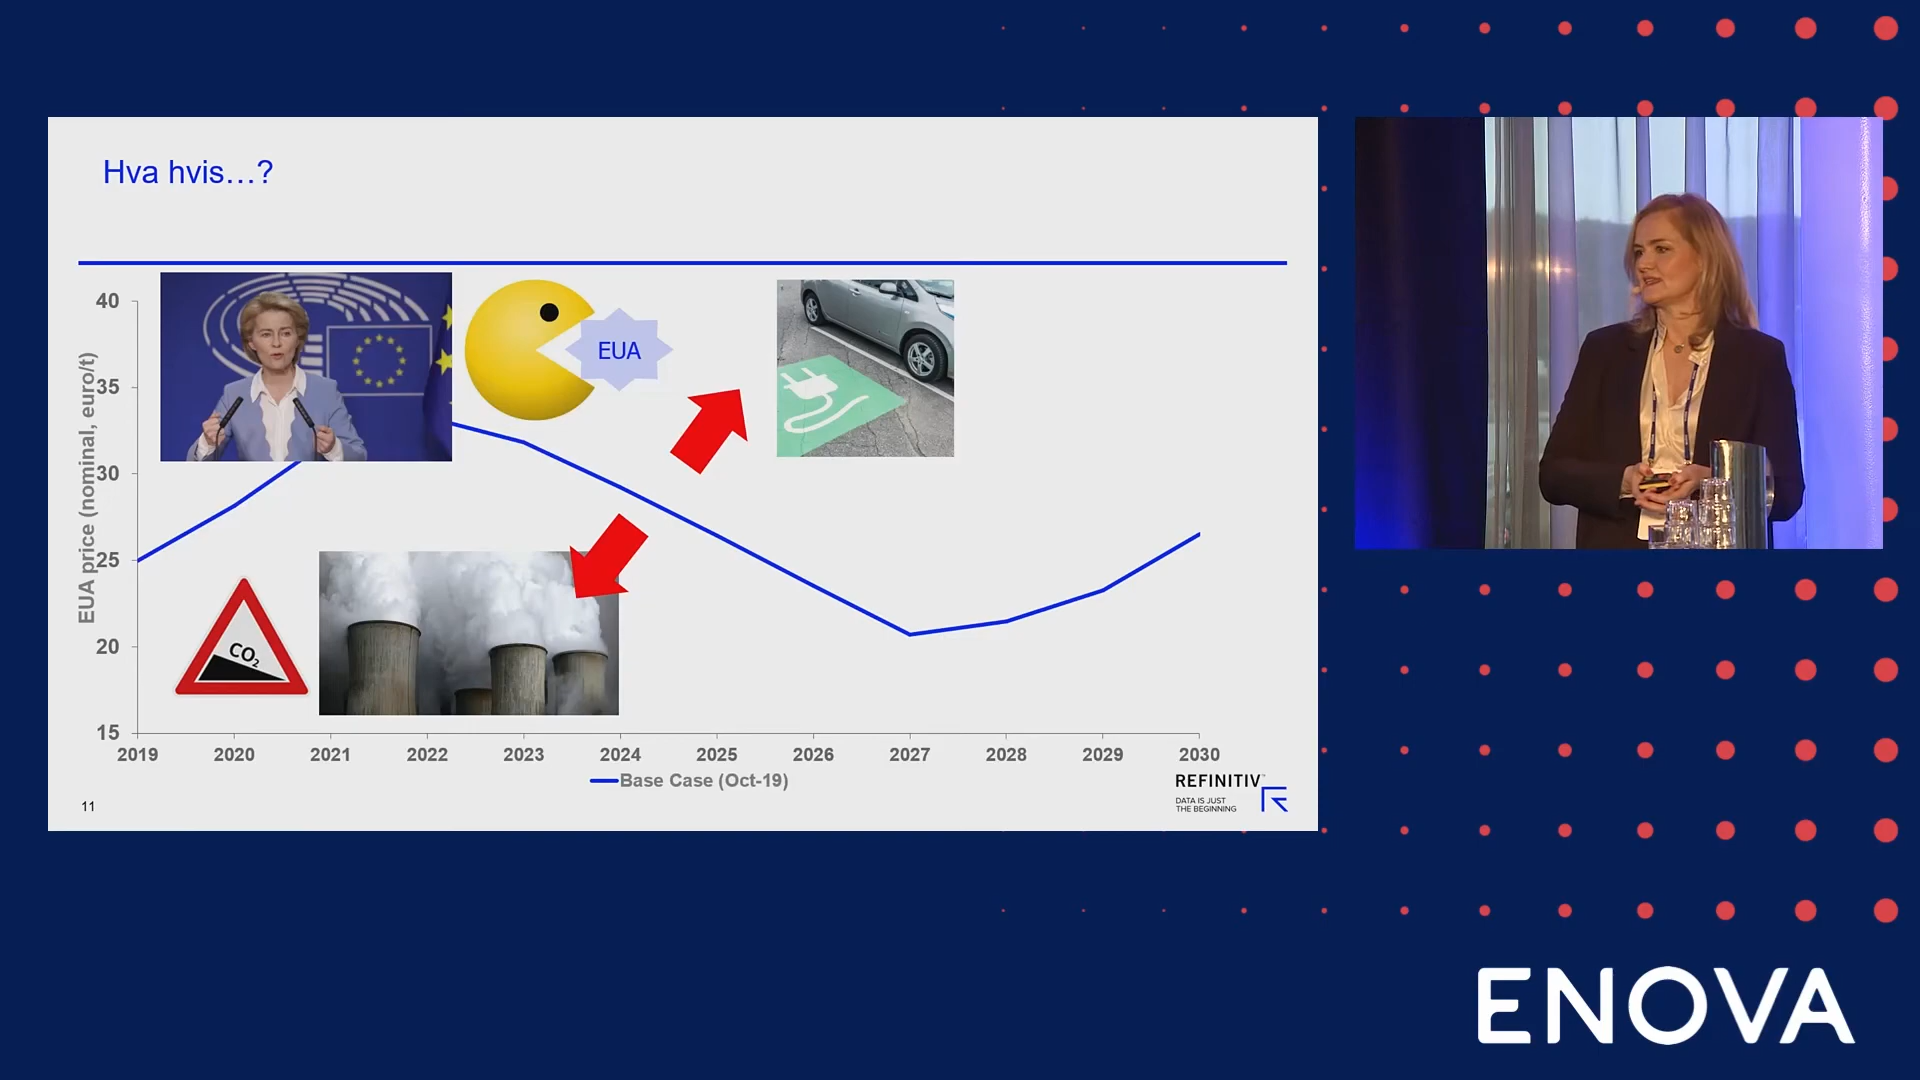 Hva hvis...?
40
35
30
25
20
15
EUA price (nominal, euro/t)
EUA
CO2
2019 2020 2021 2022 2023 2024 2025 2026 2027 2028 2029 2030
Base Case (Oct-19)
11
REFINITIV™
DATA IS JUST
THE BEGINNING
ENOVA